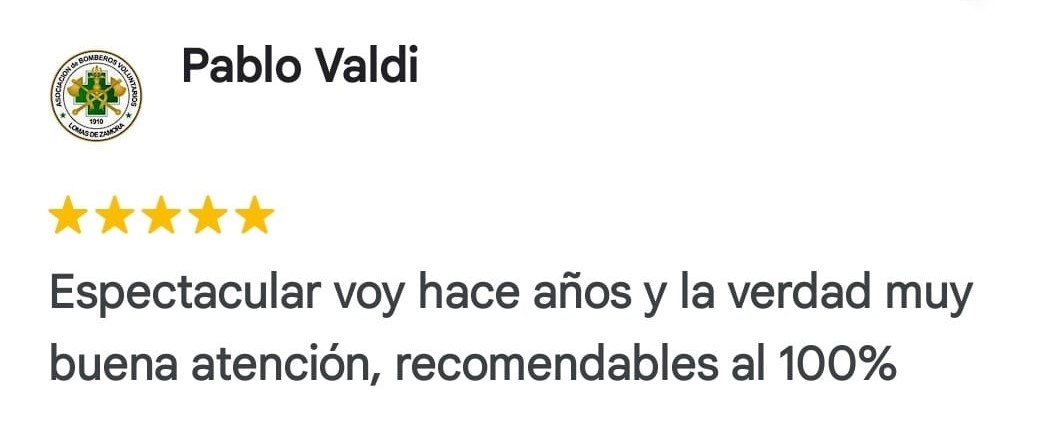 Pablo Valdi
ASOCIACION de BOMBEROS VOLUNTARIOS
1910
LOMAS DE ZAMORA
Espectacular voy hace años y la verdad muy
buena atención, recomendables al 100%